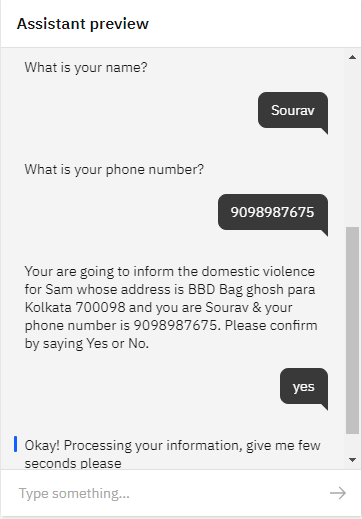 Assistant preview
What is your name?
Sourav
What is your phone number?
9098987675
Your are going to inform the domestic violence
for Sam whose address is BBD Bag ghosh para
Kolkata 700098 and you are Sourav & your
phone number is 9098987675. Please confirm
by saying Yes or No.
yes
Okay! Processing your information, give me few
seconds please
Type something...